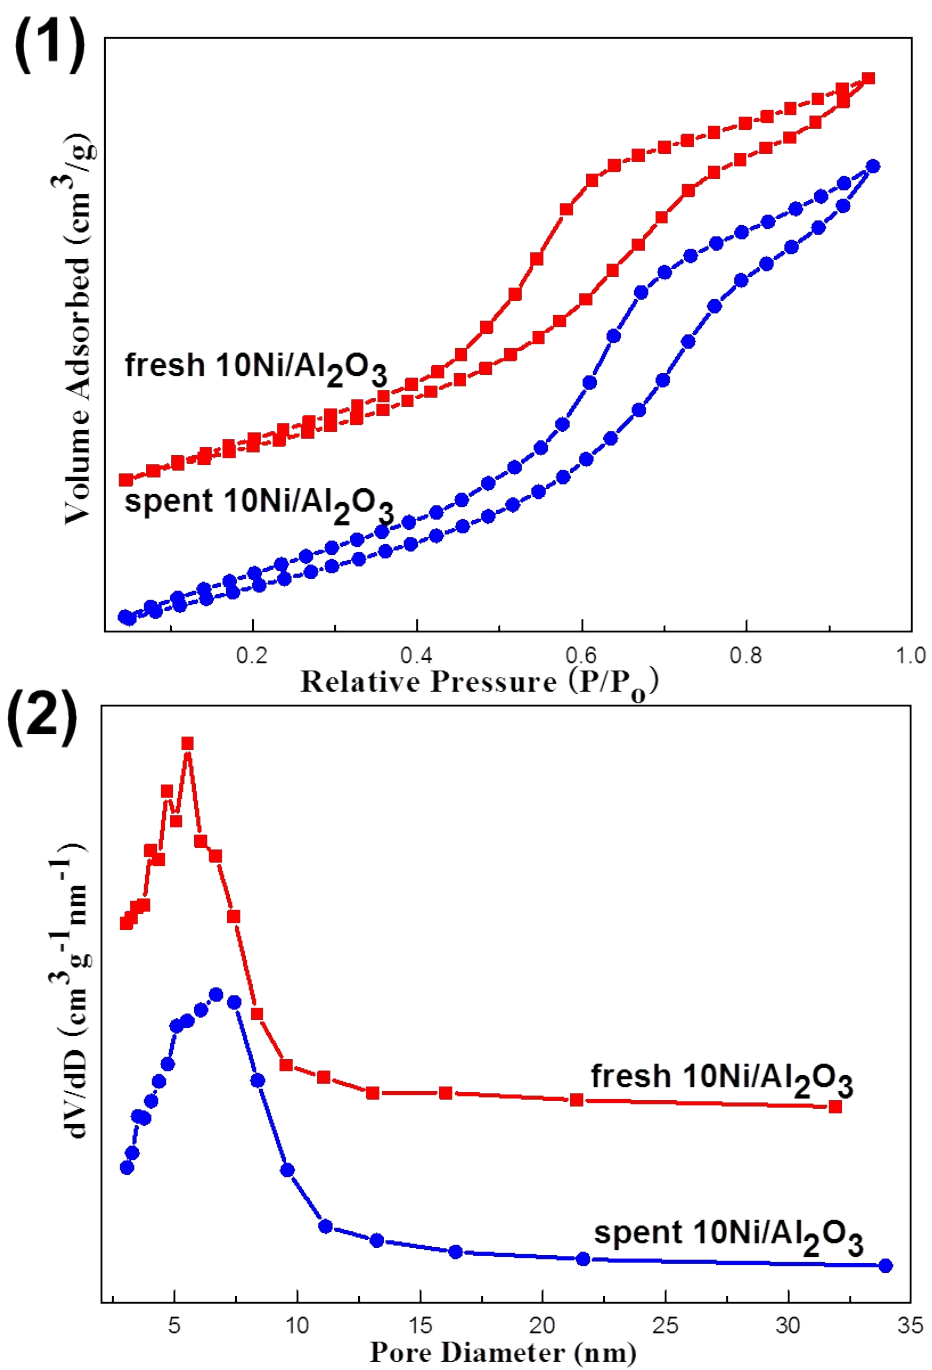 (1)
Volume Adsorbed (cm³/g)
fresh 10Ni/Al₂O₃
spent 10Ni/Al₂O₃
0.2 0.4 0.6 0.8 1.0
Relative Pressure (P/Pₒ)
(2)
dV/dD (cm³g⁻¹nm⁻¹)
fresh 10Ni/Al₂O₃
spent 10Ni/Al₂O₃
5 10 15 20 25 30 35
Pore Diameter (nm)